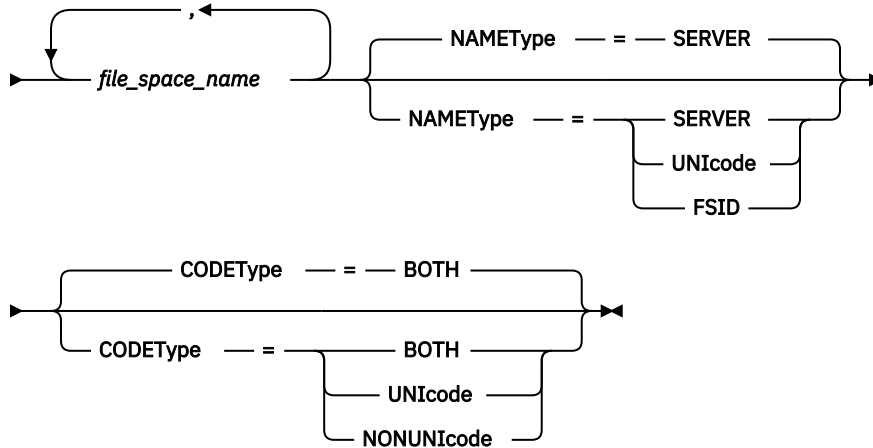 ,
NAMEType = SERVER
file_space_name
NAMEType = SERVER
UNIcode
FSID
CODEType = BOTH
CODEType = BOTH
UNIcode
NONUNIcode